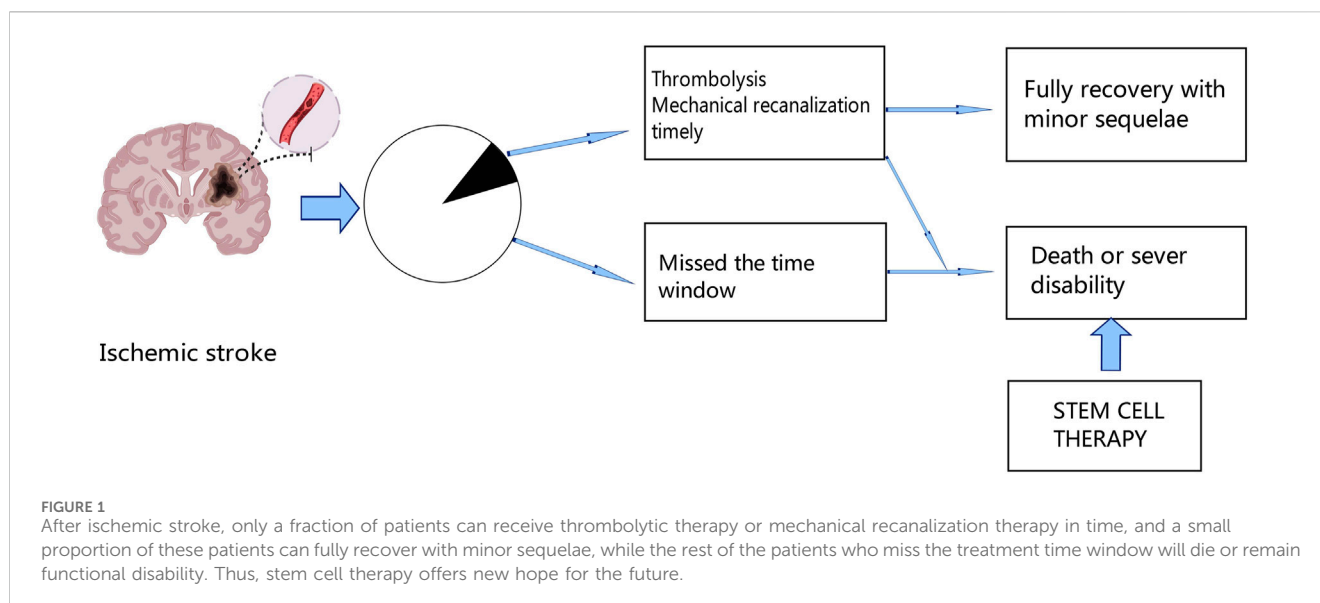 Thrombolysis
Mechanical recanalization
timely
Fully recovery with
minor sequelae
Missed the time
window
Death or sever
disability
Ischemic stroke
STEM CELL
THERAPY
FIGURE 1
After ischemic stroke, only a fraction of patients can receive thrombolytic therapy or mechanical recanalization therapy in time, and a small
proportion of these patients can fully recover with minor sequelae, while the rest of the patients who miss the treatment time window will die or remain
functional disability. Thus, stem cell therapy offers new hope for the future.